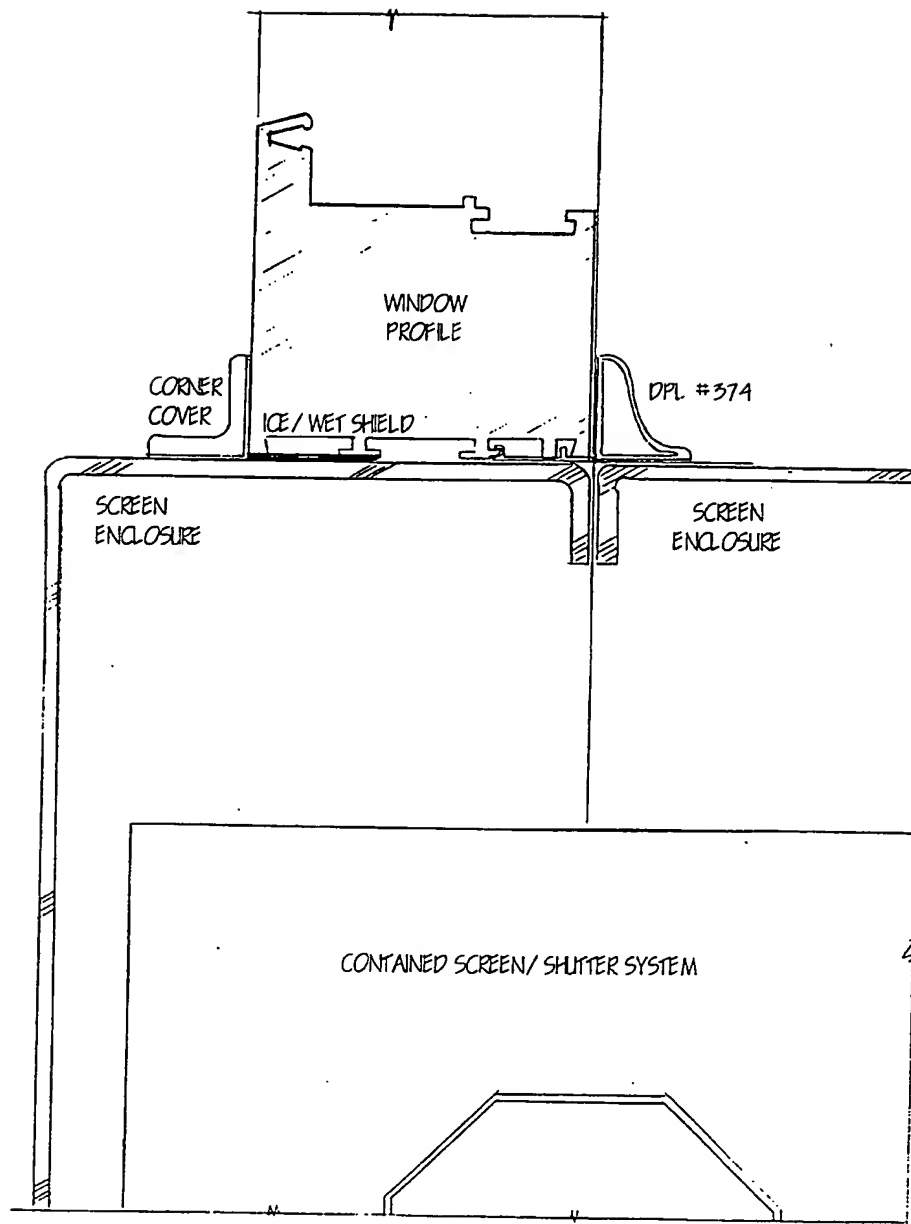 WINDOW
PROFILE
CORNER
COVER
DPL #374
ICE/WET SHIELD
SCREEN
ENCLOSURE
SCREEN
ENCLOSURE
CONTAINED SCREEN/SHUTTER SYSTEM